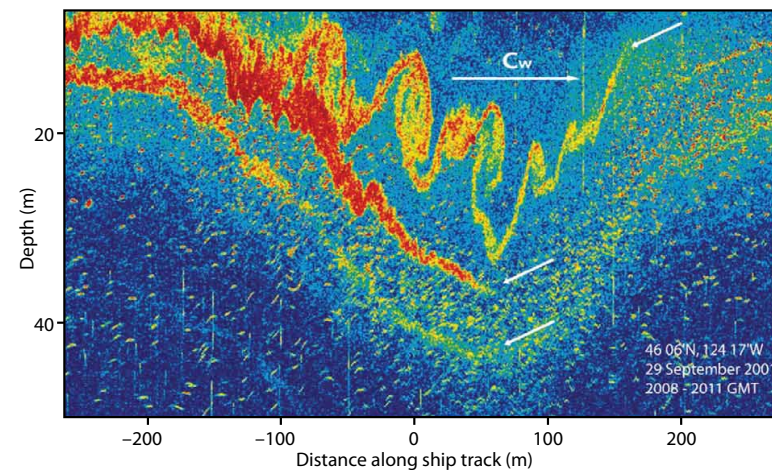 Cw
20
40
Depth (m)
46 06'N, 124 17'W
29 September 2001
2008 - 2011 GMT
−200
−100
0
100
200
Distance along ship track (m)